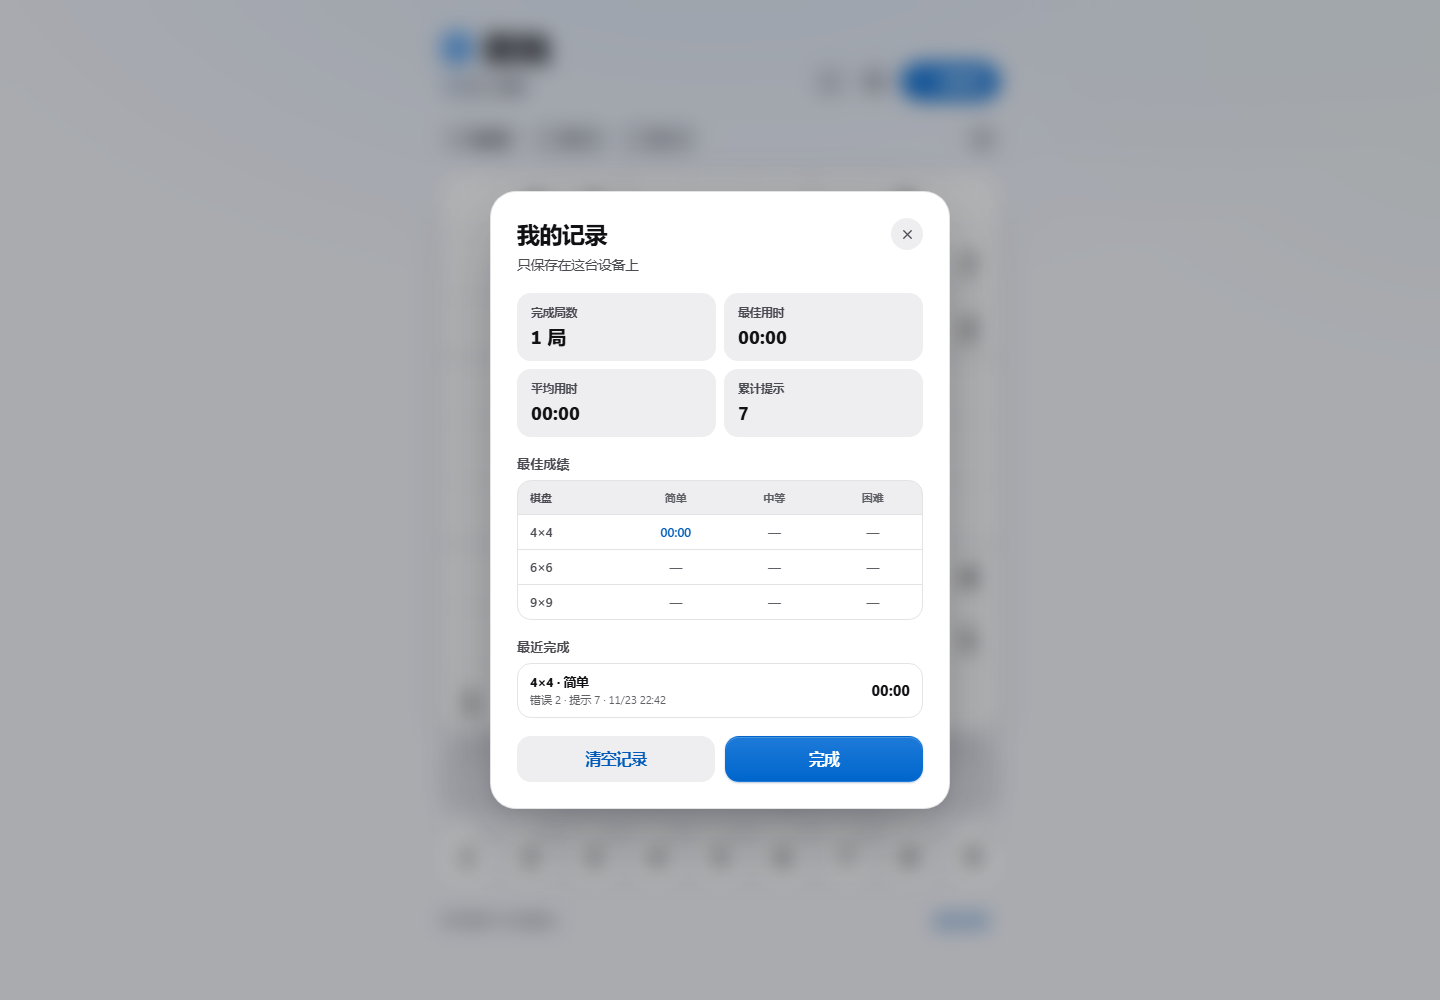 我的记录
只保存在这台设备上
完成局数
1 局
最佳用时
00:00
平均用时
00:00
累计提示
7
最佳成绩
棋盘 简单 中等 困难
4×4 00:00 — —
6×6 — — —
9×9 — — —
最近完成
4×4 · 简单
错误 2 · 提示 7 · 11/23 22:42
00:00
清空记录 完成